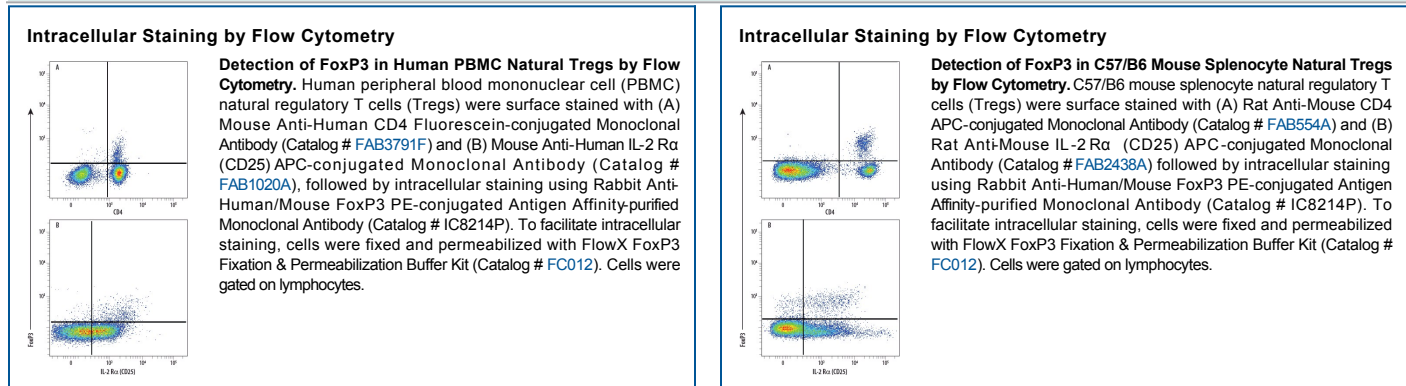 Intracellular Staining by Flow Cytometry
Detection of FoxP3 in Human PBMC Natural Tregs by Flow
Cytometry. Human peripheral blood mononuclear cell (PBMC)
natural regulatory T cells (Tregs) were surface stained with (A)
Mouse Anti-Human CD4 Fluorescein-conjugated Monoclonal
Antibody (Catalog # FAB3791F) and (B) Mouse Anti-Human IL-2 Rα
(CD25) APC-conjugated Monoclonal Antibody (Catalog #
FAB1020A), followed by intracellular staining using Rabbit Anti-
Human/Mouse FoxP3 PE-conjugated Antigen Affinity-purified
Monoclonal Antibody (Catalog # IC8214P). To facilitate intracellular
staining, cells were fixed and permeabilized with FlowX FoxP3
Fixation & Permeabilization Buffer Kit (Catalog # FC012). Cells were
gated on lymphocytes.
A
CD4
B
FoxP3
IL-2 Rα (CD25)
Intracellular Staining by Flow Cytometry
Detection of FoxP3 in C57/B6 Mouse Splenocyte Natural Tregs
by Flow Cytometry. C57/B6 mouse splenocyte natural regulatory T
cells (Tregs) were surface stained with (A) Rat Anti-Mouse CD4
APC-conjugated Monoclonal Antibody (Catalog # FAB554A) and (B)
Rat Anti-Mouse IL-2 Rα (CD25) APC-conjugated Monoclonal
Antibody (Catalog # FAB2438A) followed by intracellular staining
using Rabbit Anti-Human/Mouse FoxP3 PE-conjugated Antigen
Affinity-purified Monoclonal Antibody (Catalog # IC8214P). To
facilitate intracellular staining, cells were fixed and permeabilized
with FlowX FoxP3 Fixation & Permeabilization Buffer Kit (Catalog #
FC012). Cells were gated on lymphocytes.
A
CD4
B
FoxP3
IL-2 Rα (CD25)